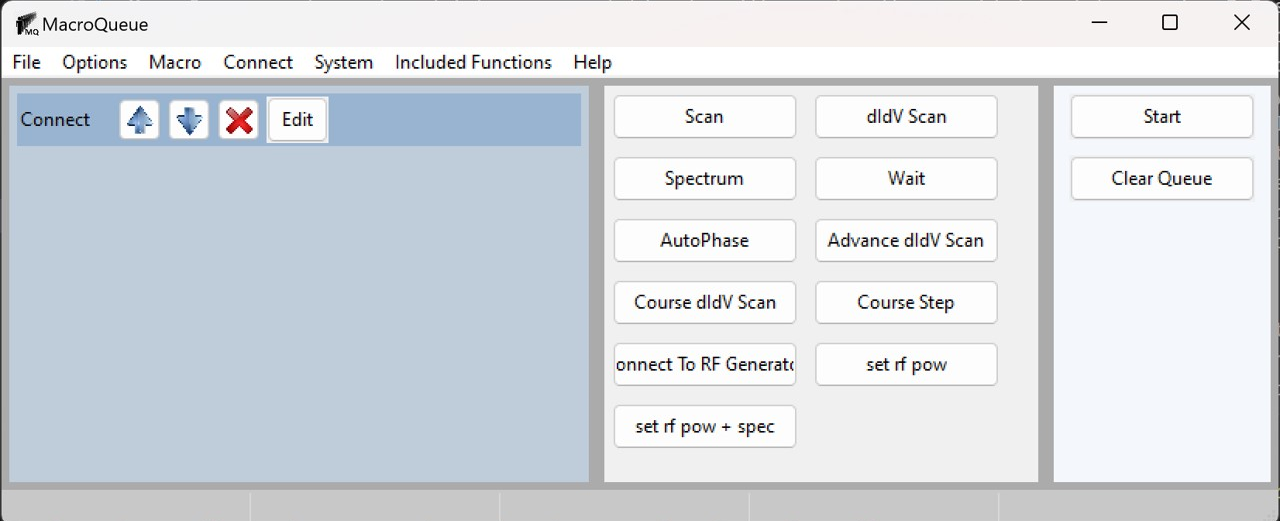 MQ MacroQueue
File Options Macro Connect System Included Functions Help
Connect Edit
Scan dIdV Scan
Spectrum Wait
AutoPhase Advance dIdV Scan
Course dIdV Scan Course Step
onnect To RF Generato set rf pow
set rf pow + spec
Start
Clear Queue